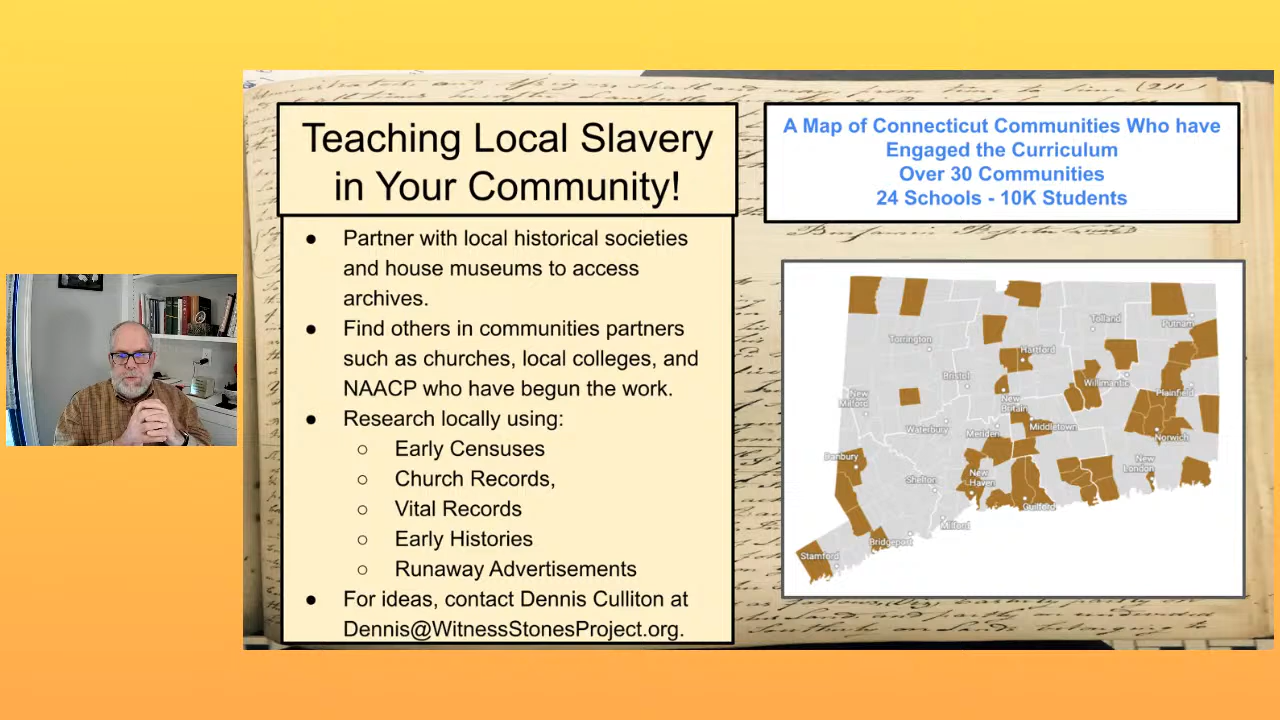 Teaching Local Slavery
in Your Community!
● Partner with local historical societies
and house museums to access
archives.
● Find others in communities partners
such as churches, local colleges, and
NAACP who have begun the work.
● Research locally using:
○ Early Censuses
○ Church Records,
○ Vital Records
○ Early Histories
○ Runaway Advertisements
● For ideas, contact Dennis Culliton at
Dennis@WitnessStonesProject.org.
A Map of Connecticut Communities Who have
Engaged the Curriculum
Over 30 Communities
24 Schools - 10K Students
Tolland
Putnam
Torrington
Hartford
Bristol
Willimantic
New
Milford
New
Britain
Plainfield
Waterbury
Meriden
Middletown
Norwich
Danbury
Shelton
New
Haven
New
London
Guilford
Milford
Bridgeport
Stamford